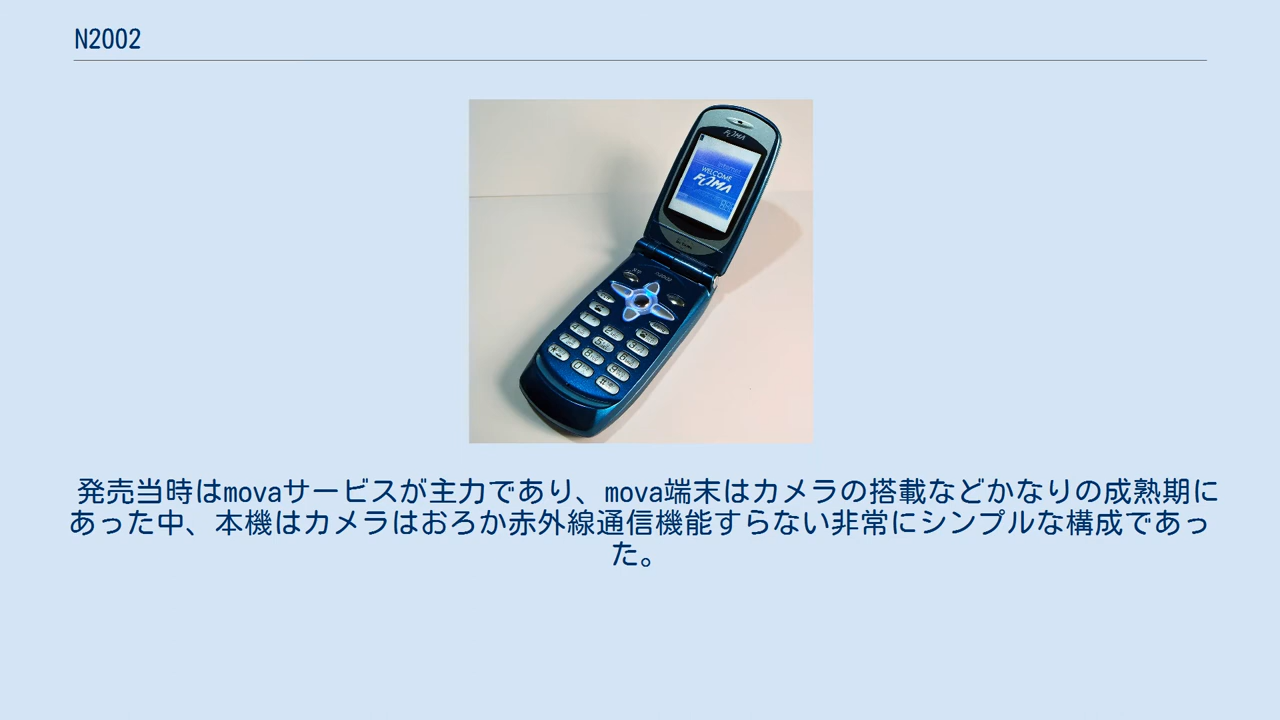 N2002
FOMA
WELCOME
FOMA
発売当時はmovaサービスが主力であり、mova端末はカメラの搭載などかなりの成熟期に
あった中、本機はカメラはおろか赤外線通信機能すらない非常にシンプルな構成であっ
た。